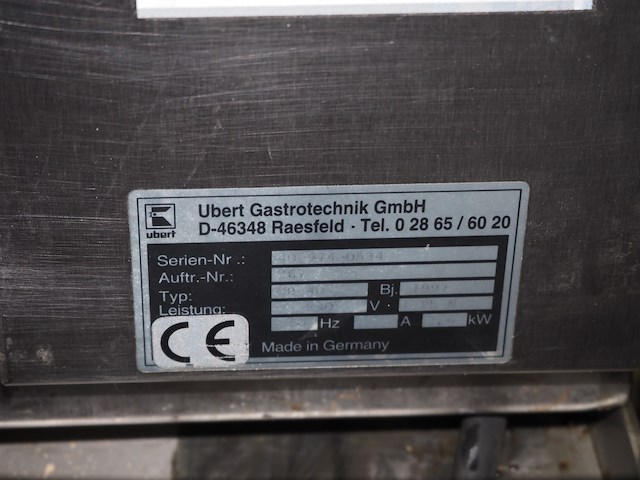 ubert
Ubert Gastrotechnik GmbH
D-46348 Raesfeld · Tel. 0 28 65 / 60 20
Serien-Nr .:
Auftr.-Nr.:
Typ: Bj.
Leistung: V ·
Hz A kW
CE Made in Germany